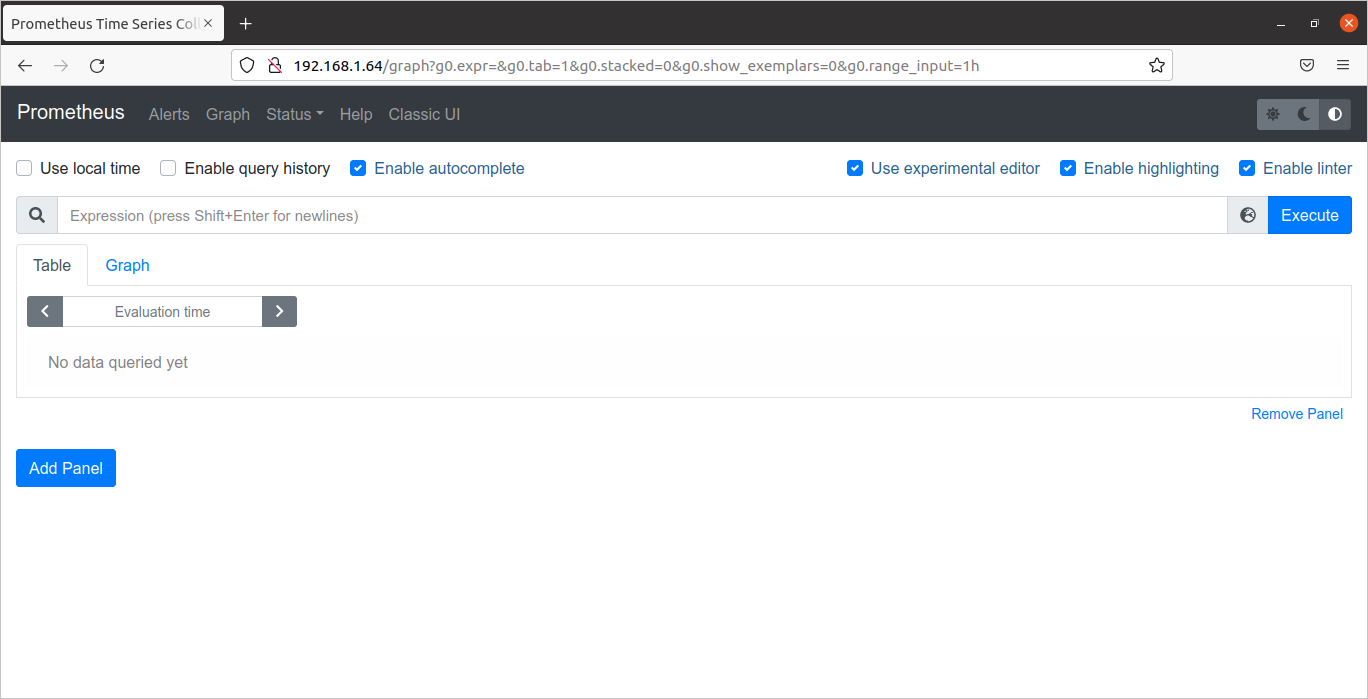 Prometheus Time Series Col
192.168.1.64/graph?g0.expr=&g0.tab=1&g0.stacked=0&g0.show_exemplars=0&g0.range_input=1h
Prometheus Alerts Graph Status Help Classic UI
Use local time Enable query history Enable autocomplete Use experimental editor Enable highlighting Enable linter
Expression (press Shift+Enter for newlines) Execute
Table Graph
Evaluation time
No data queried yet
Remove Panel
Add Panel